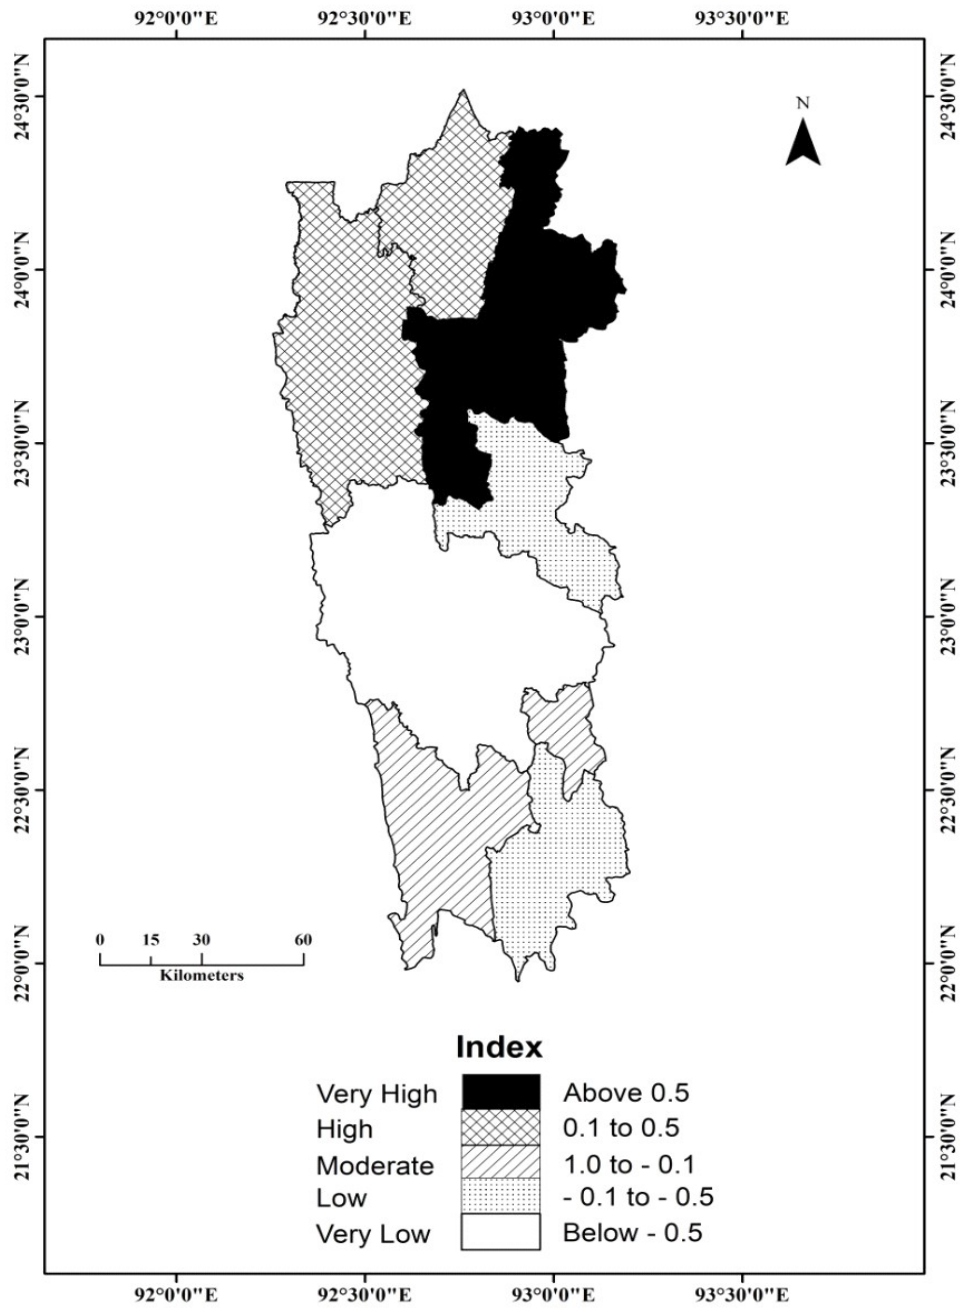 92°0'0"E 92°30'0"E 93°0'0"E 93°30'0"E
24°30'0"N 24°30'0"N
N
24°0'0"N 24°0'0"N
23°30'0"N 23°30'0"N
23°0'0"N 23°0'0"N
22°30'0"N 22°30'0"N
0 15 30 60
Kilometers
22°0'0"N 22°0'0"N
Index
Very High Above 0.5
High 0.1 to 0.5
Moderate 1.0 to - 0.1
Low - 0.1 to - 0.5
Very Low Below - 0.5
21°30'0"N 21°30'0"N
92°0'0"E 92°30'0"E 93°0'0"E 93°30'0"E